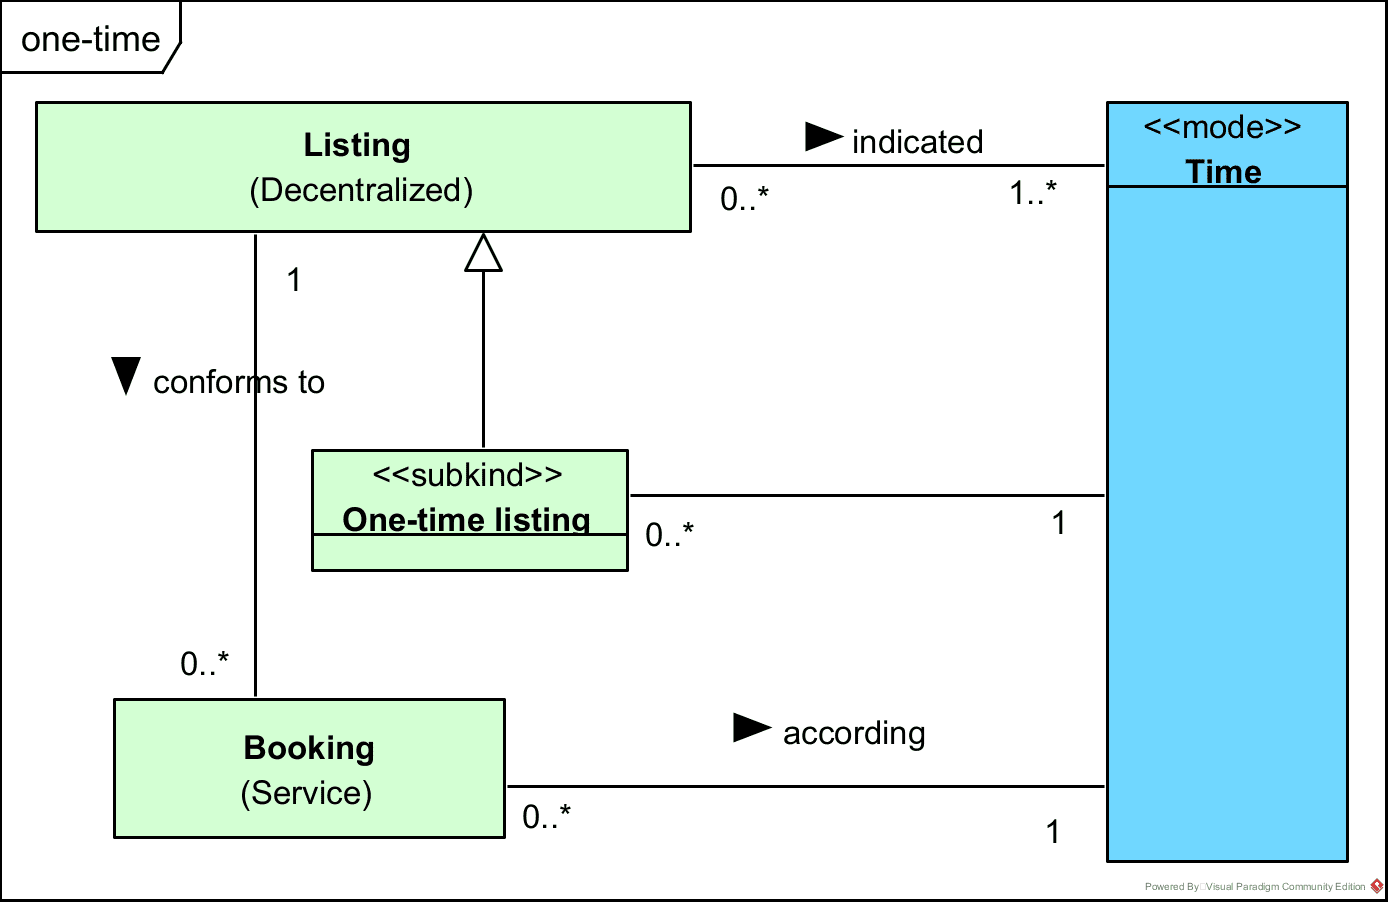 one-time
Listing
(Decentralized)
indicated
0..*
1..*
<<mode>>
Time
1
conforms to
<<subkind>>
One-time listing
0..*
1
0..*
Booking
(Service)
according
0..*
1
Powered By Visual Paradigm Community Edition